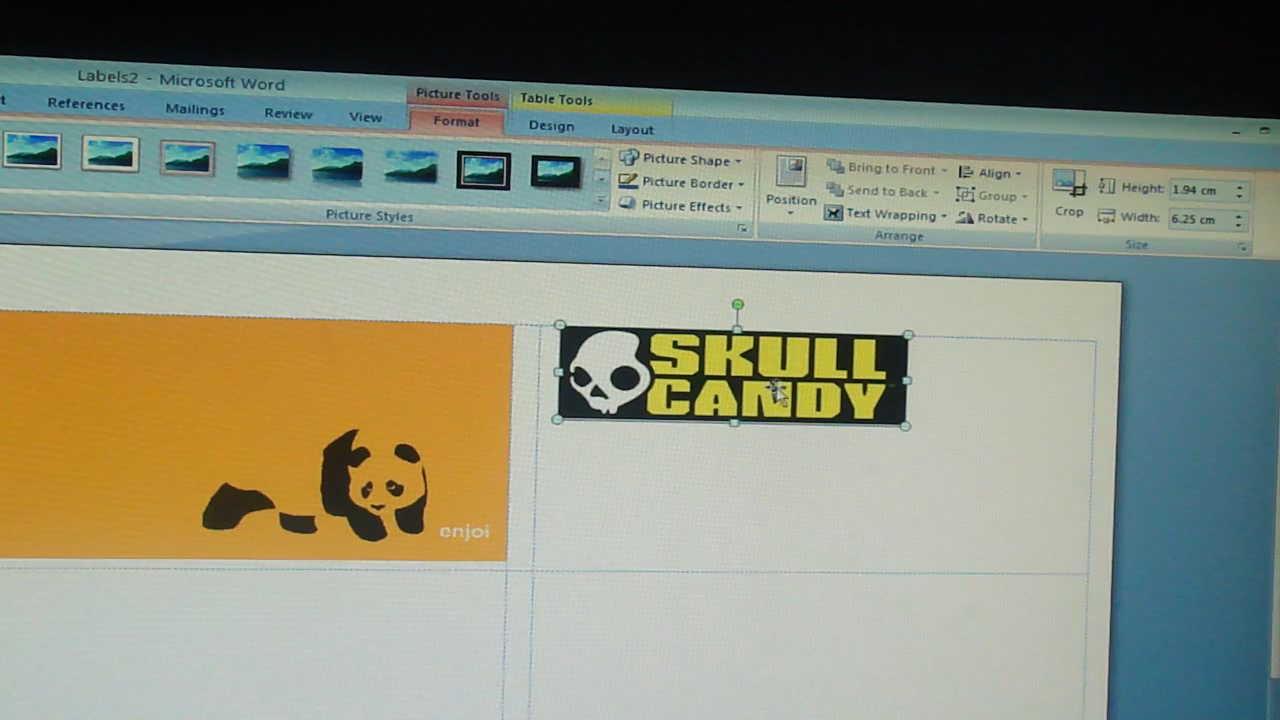 Labels2 - Microsoft Word
Picture Tools
Table Tools
References
Mailings
Review
View
Format
Design
Layout
Picture Shape
Picture Border
Picture Effects
Picture Styles
Position
Bring to Front
Send to Back
Text Wrapping
Align
Group
Rotate
Arrange
Crop
Height: 1.94 cm
Width: 6.25 cm
Size
SKULL
CANDY
enjoi